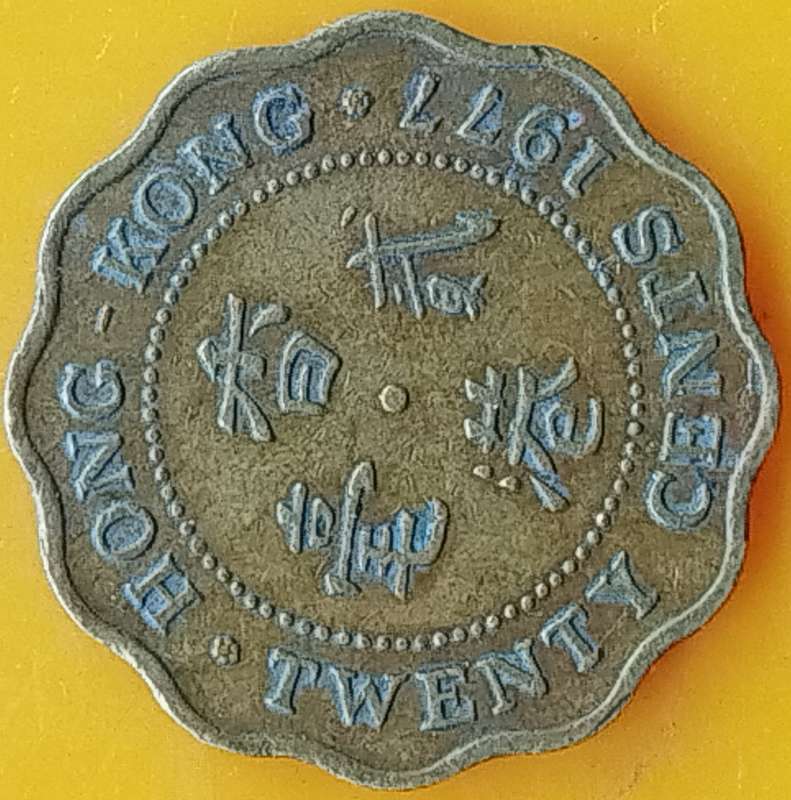 HONG - KONG
1977
TWENTY CENTS
香港
貳毫